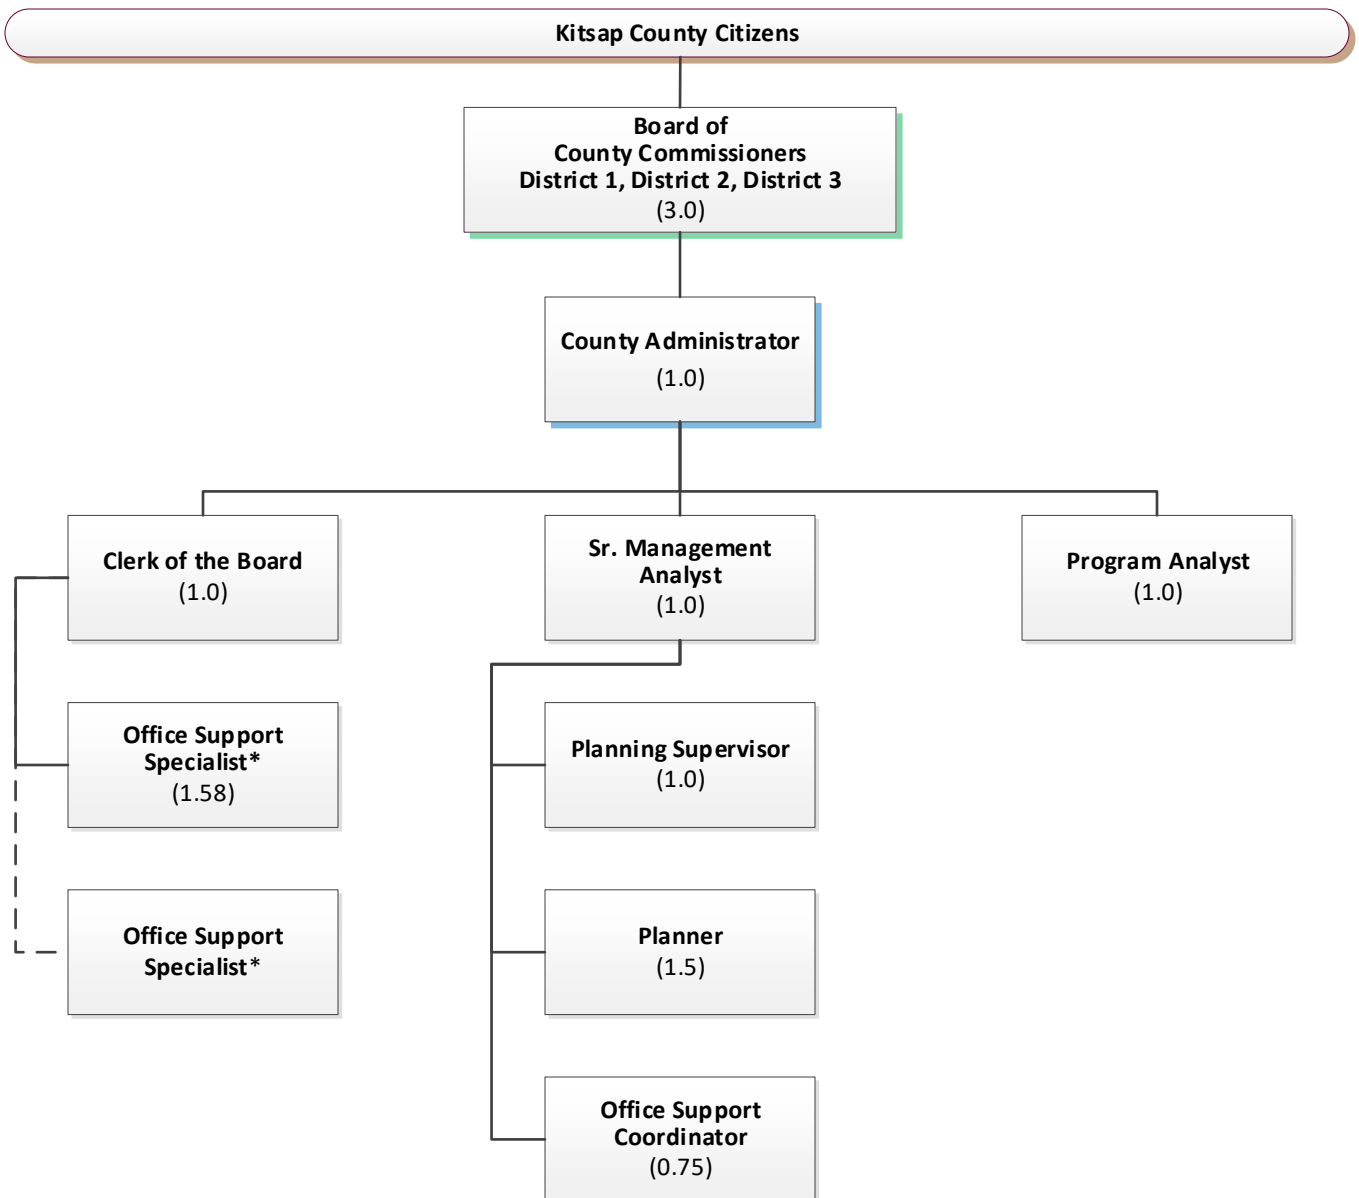 Kitsap County Citizens
Board of
County Commissioners
District 1, District 2, District 3
(3.0)
County Administrator
(1.0)
Clerk of the Board
(1.0)
Sr. Management
Analyst
(1.0)
Program Analyst
(1.0)
Office Support
Specialist*
(1.58)
Planning Supervisor
(1.0)
Office Support
Specialist*
Planner
(1.5)
Office Support
Coordinator
(0.75)